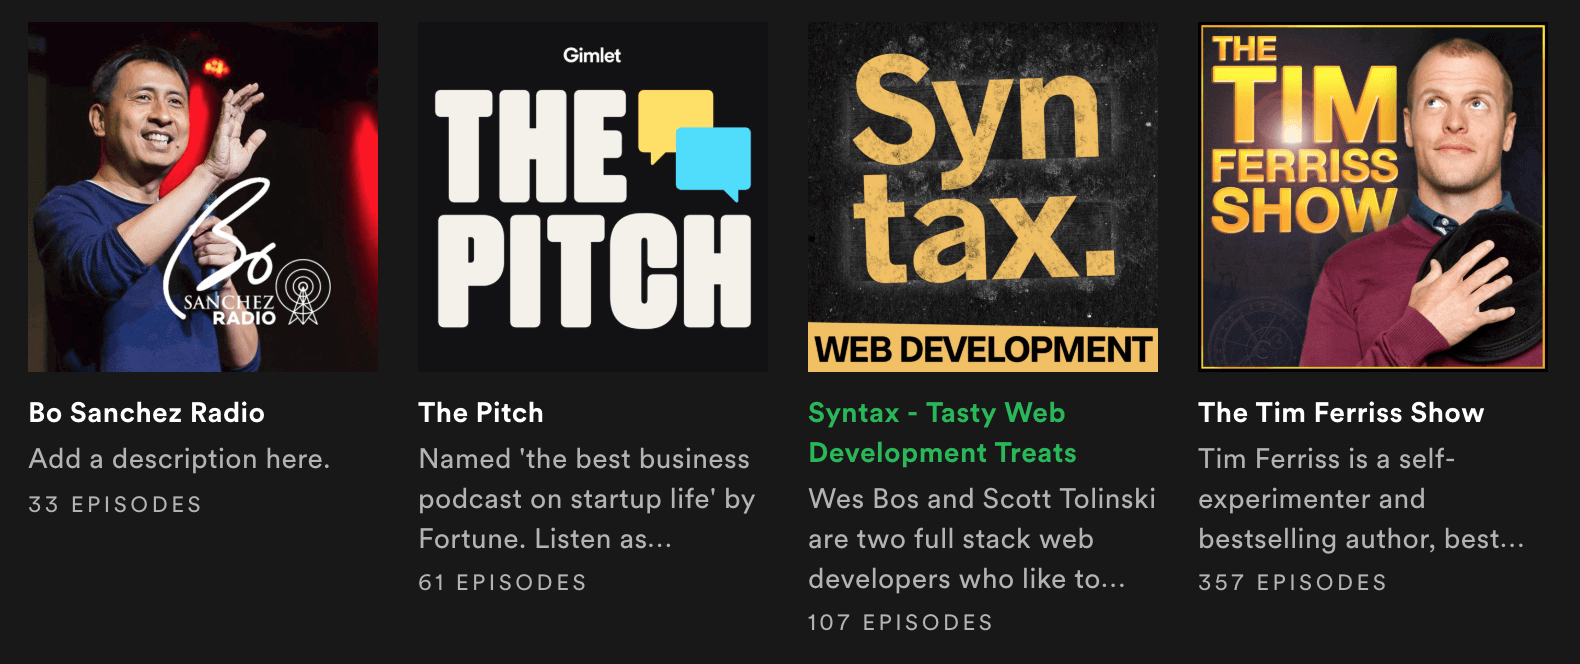 Bo
SANCHEZ
RADIO
Bo Sanchez Radio
Add a description here.
33 EPISODES
Gimlet
THE
PITCH
The Pitch
Named 'the best business
podcast on startup life' by
Fortune. Listen as...
61 EPISODES
Syn
tax.
WEB DEVELOPMENT
Syntax - Tasty Web
Development Treats
Wes Bos and Scott Tolinski
are two full stack web
developers who like to...
107 EPISODES
THE
TIM
FERRISS
SHOW
The Tim Ferriss Show
Tim Ferriss is a self-
experimenter and
bestselling author, best...
357 EPISODES